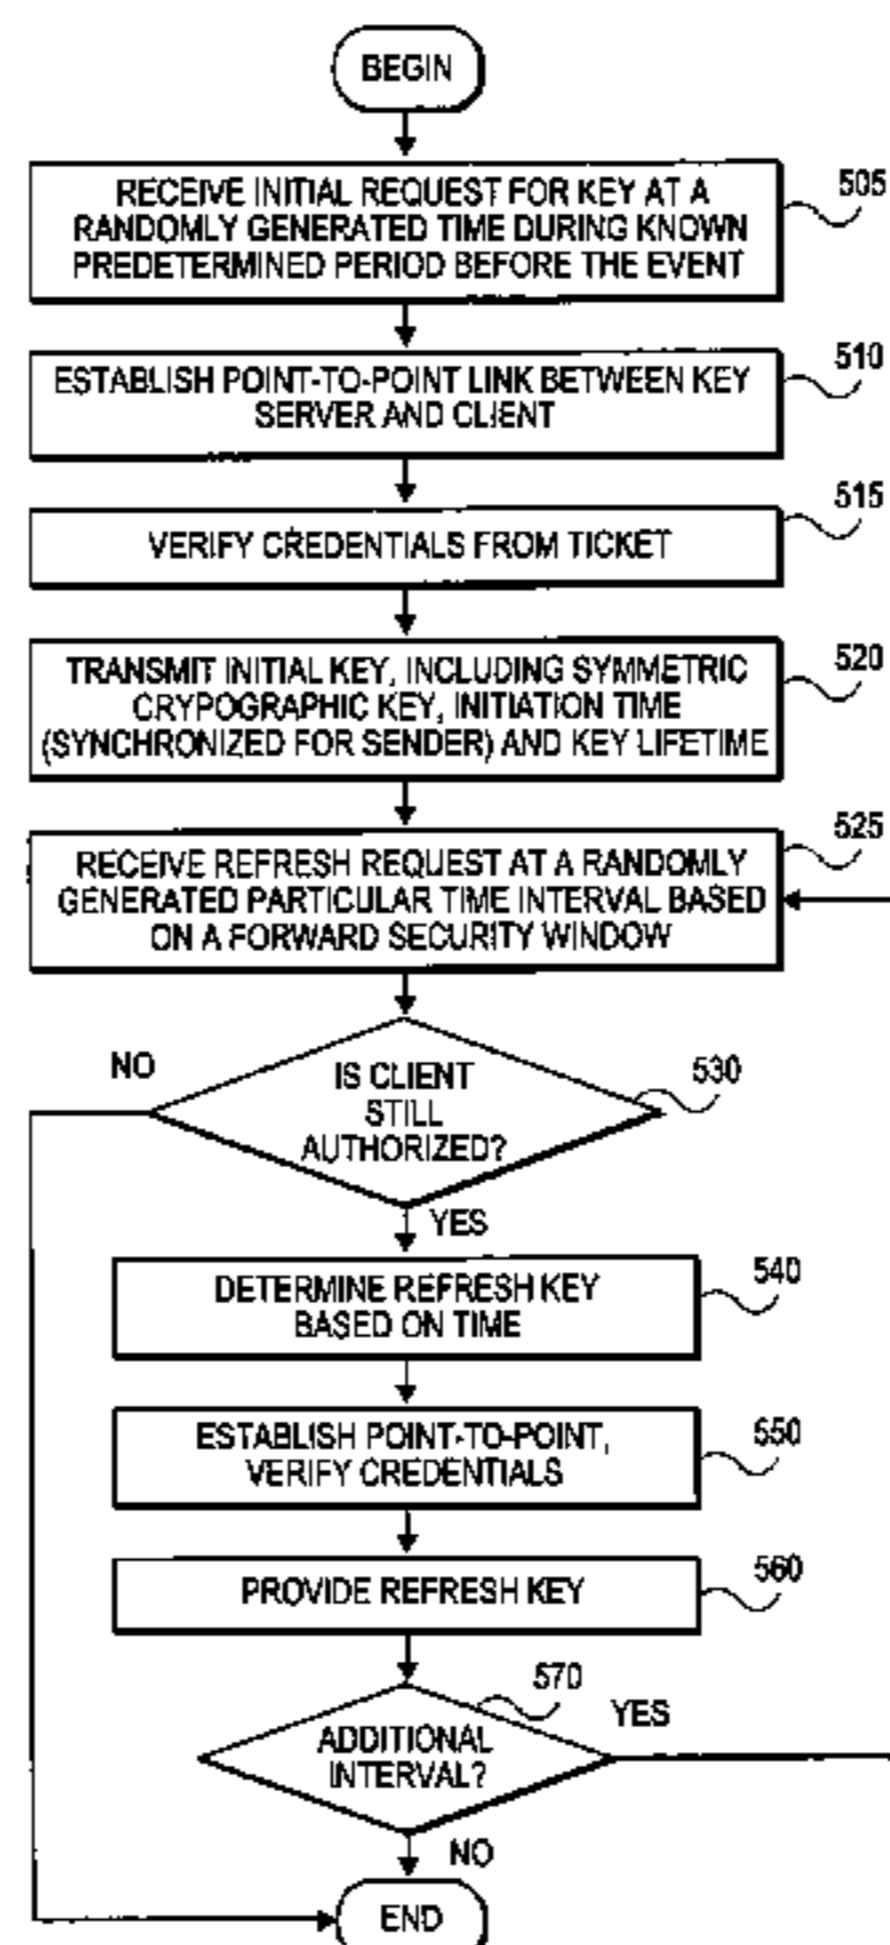 BEGIN
RECEIVE INITIAL REQUEST FOR KEY AT A
RANDOMLY GENERATED TIME DURING KNOWN
PREDETERMINED PERIOD BEFORE THE EVENT
505
ESTABLISH POINT-TO-POINT LINK BETWEEN KEY
SERVER AND CLIENT
510
VERIFY CREDENTIALS FROM TICKET
515
TRANSMIT INITIAL KEY, INCLUDING SYMMETRIC
CRYPOGRAPHIC KEY, INITIATION TIME
(SYNCHRONIZED FOR SENDER) AND KEY LIFETIME
520
RECEIVE REFRESH REQUEST AT A RANDOMLY
GENERATED PARTICULAR TIME INTERVAL BASED
ON A FORWARD SECURITY WINDOW
525
NO
IS CLIENT
STILL
AUTHORIZED?
530
YES
DETERMINE REFRESH KEY
BASED ON TIME
540
ESTABLISH POINT-TO-POINT,
VERIFY CREDENTIALS
550
PROVIDE REFRESH KEY
560
570
ADDITIONAL
INTERVAL?
YES
NO
END